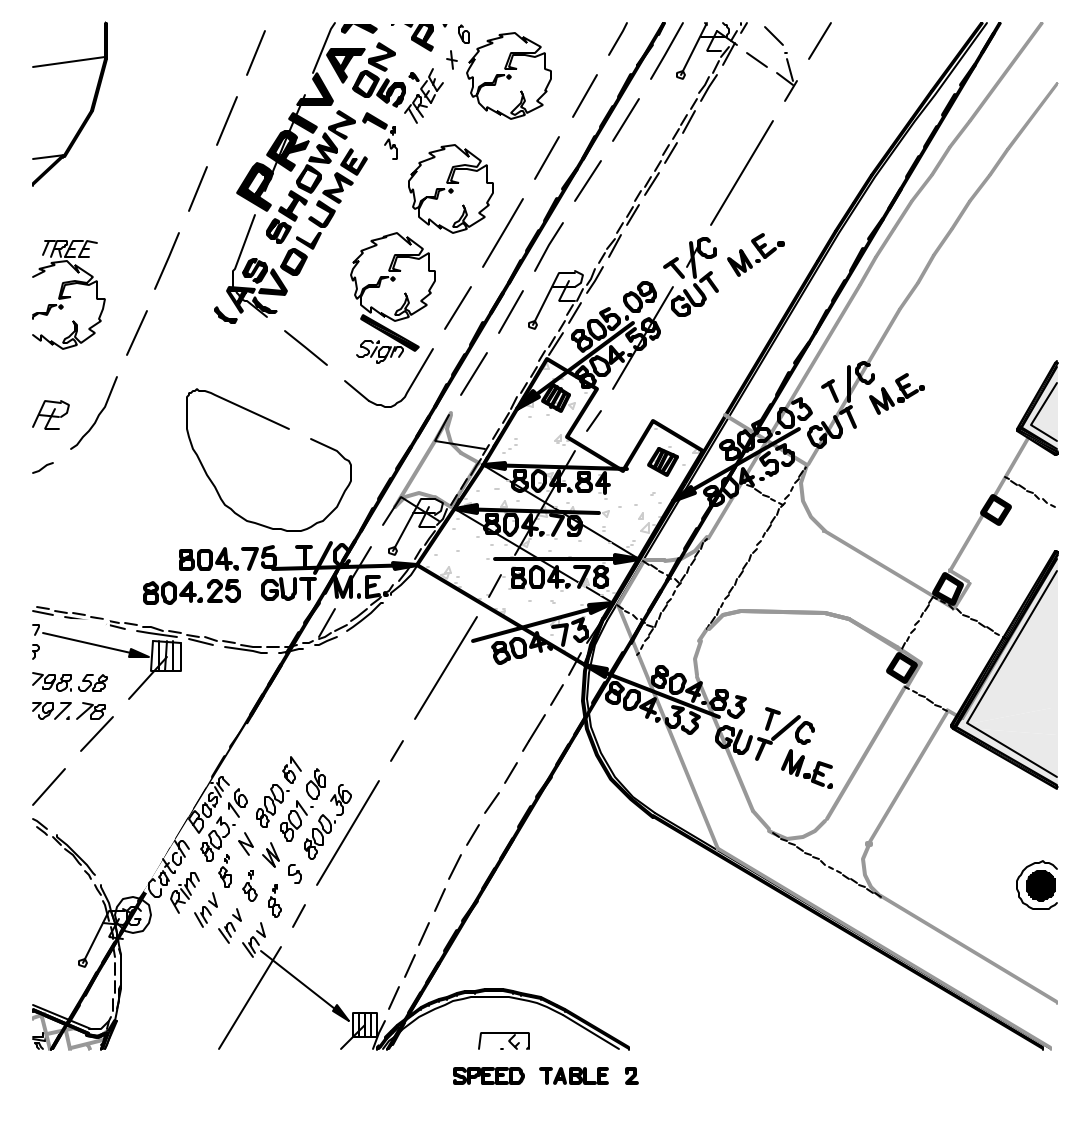 (AS SHOWN ON
(VOLUME 15,
3" TREE x 6
TREE
Sign
805.09 T/C
804.59 GUT M.E.
805.03 T/C
804.53 GUT M.E.
804.84
804.79
804.75 T/C
804.25 GUT M.E.
804.78
804.73
804.83 T/C
804.33 GUT M.E.
798.58
797.78
Catch Basin
Rim 803.16
Inv 8" N 800.61
Inv 8" W 801.06
Inv 8" S 800.36
G
SPEED TABLE 2